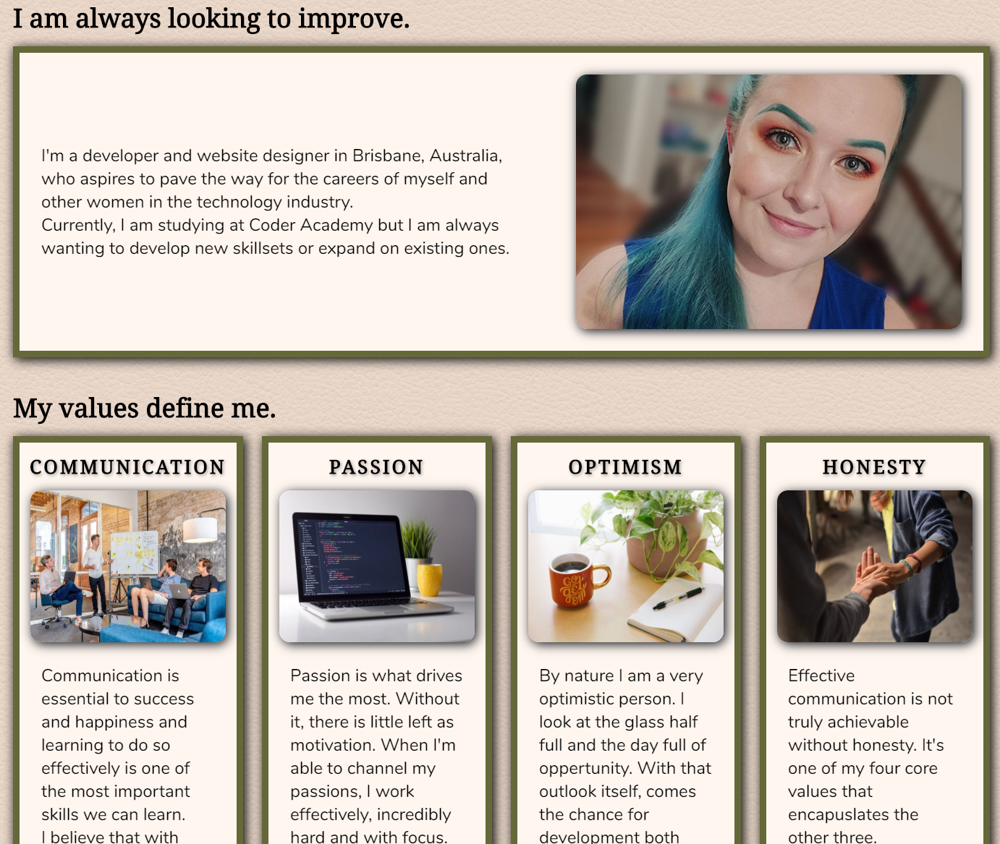 I am always looking to improve.
I'm a developer and website designer in Brisbane, Australia,
who aspires to pave the way for the careers of myself and
other women in the technology industry.
Currently, I am studying at Coder Academy but I am always
wanting to develop new skillsets or expand on existing ones.
My values define me.
COMMUNICATION
Communication is
essential to success
and happiness and
learning to do so
effectively is one of
the most important
skills we can learn.
I believe that with
PASSION
Passion is what drives
me the most. Without
it, there is little left as
motivation. When I'm
able to channel my
passions, I work
effectively, incredibly
hard and with focus.
OPTIMISM
GO
get
em
By nature I am a very
optimistic person. I
look at the glass half
full and the day full of
oppertunity. With that
outlook itself, comes
the chance for
development both
HONESTY
Effective
communication is not
truly achievable
without honesty. It's
one of my four core
values that
encapuslates the
other three.